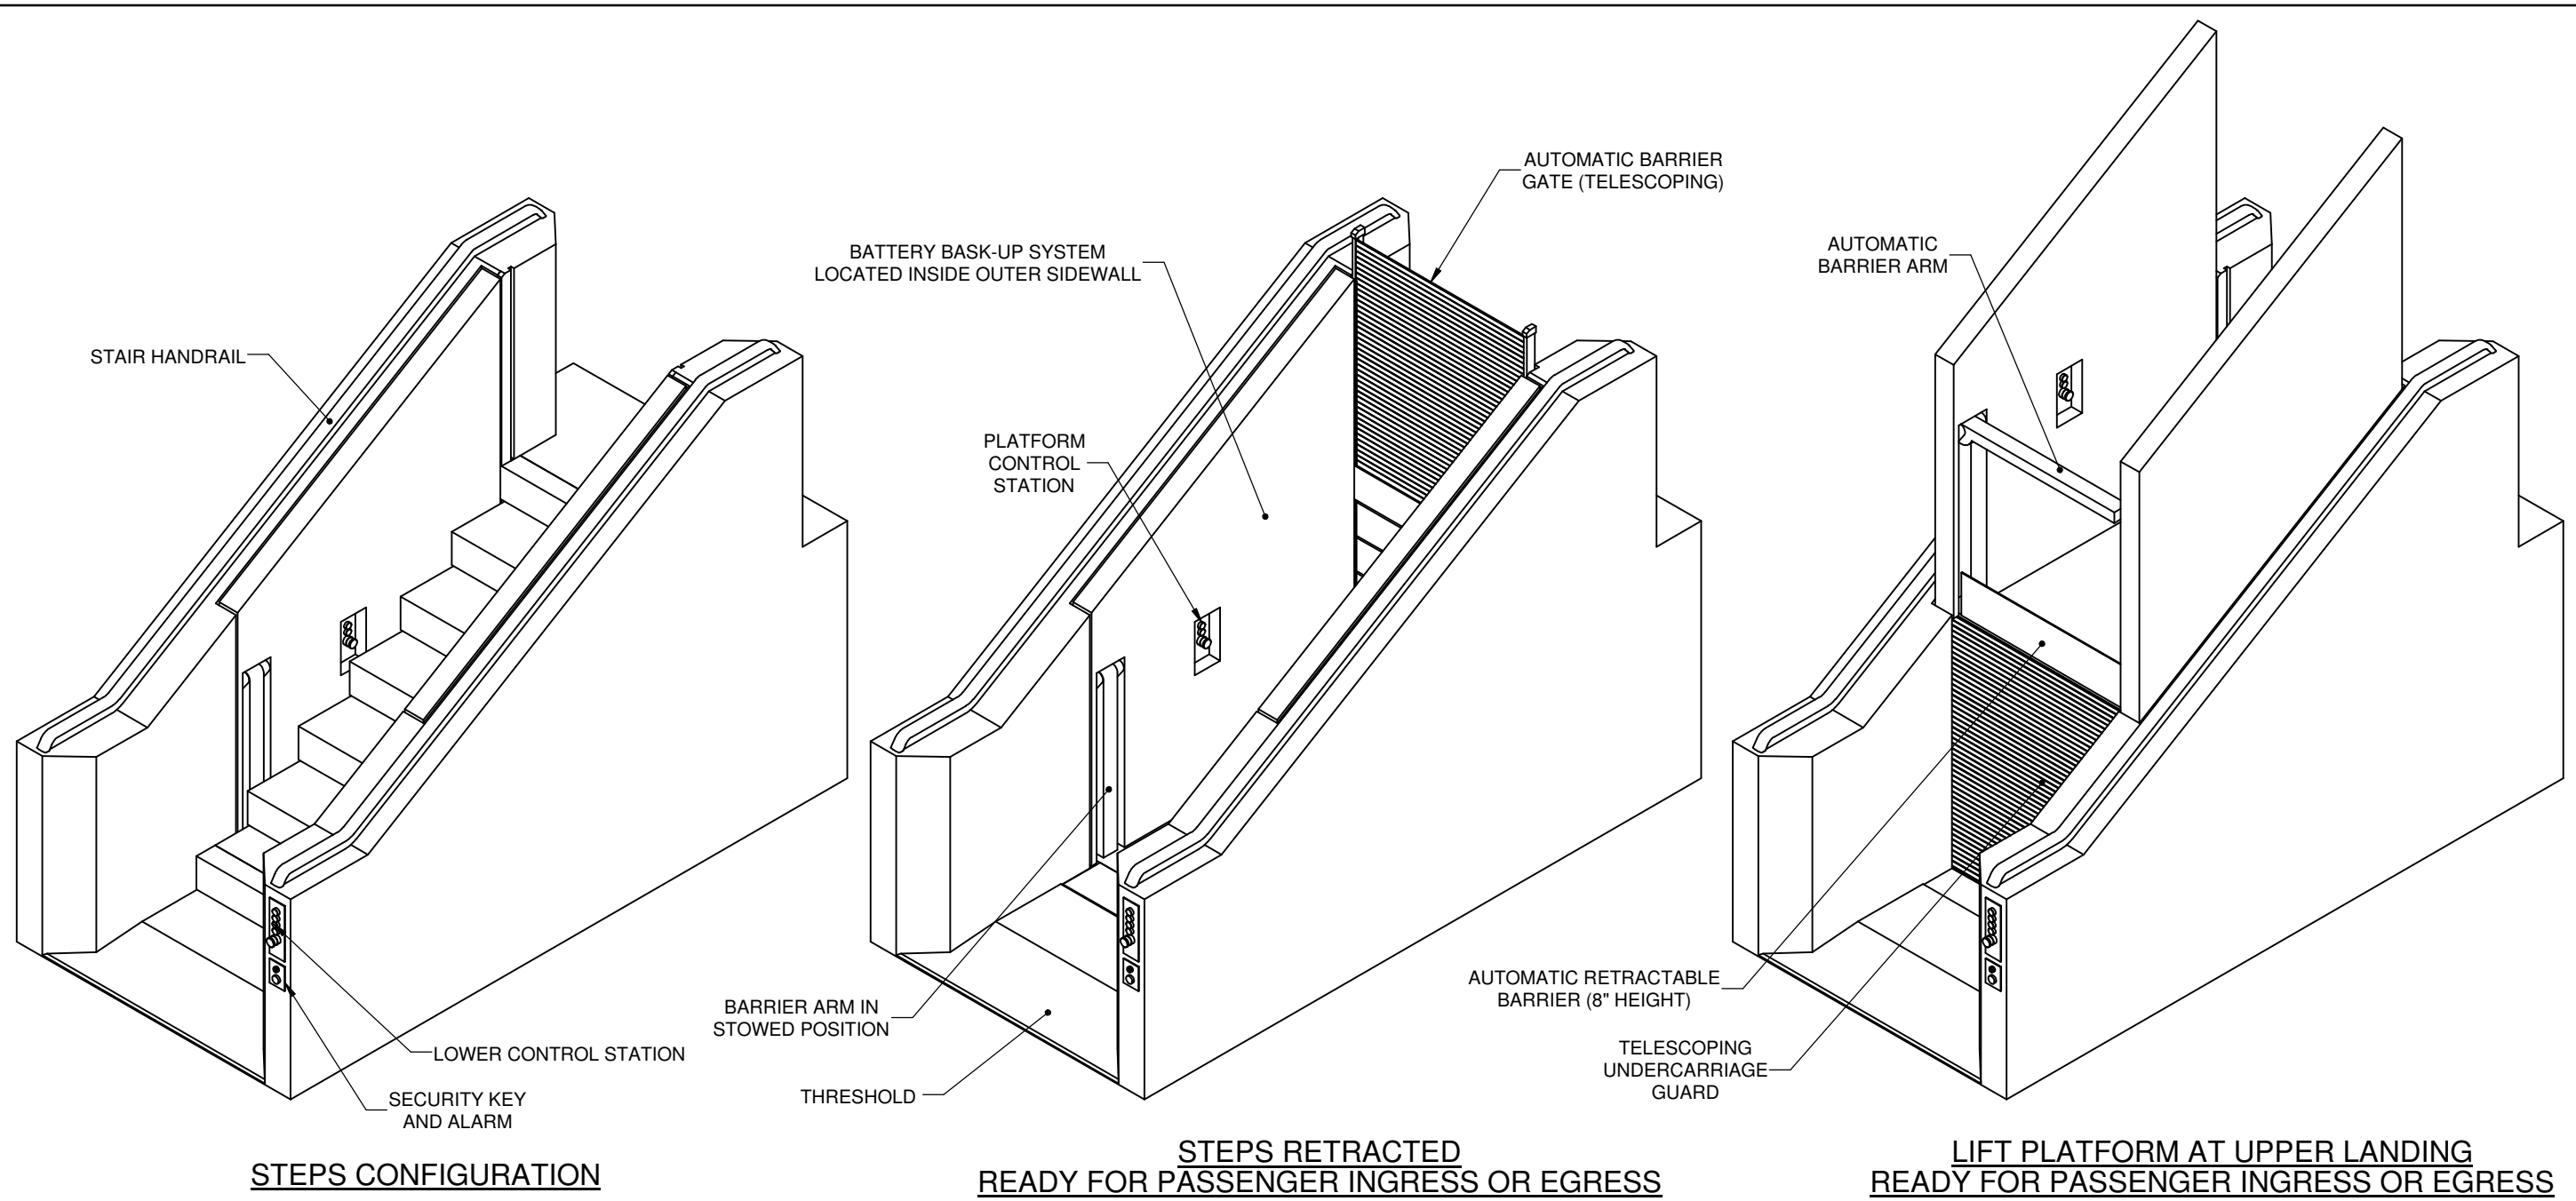 STAIR HANDRAIL
LOWER CONTROL STATION
SECURITY KEY
AND ALARM
STEPS CONFIGURATION
AUTOMATIC BARRIER
GATE (TELESCOPING)
BATTERY BASK-UP SYSTEM
LOCATED INSIDE OUTER SIDEWALL
PLATFORM
CONTROL
STATION
BARRIER ARM IN
STOWED POSITION
THRESHOLD
STEPS RETRACTED
READY FOR PASSENGER INGRESS OR EGRESS
AUTOMATIC
BARRIER ARM
AUTOMATIC RETRACTABLE
BARRIER (8" HEIGHT)
TELESCOPING
UNDERCARRIAGE
GUARD
LIFT PLATFORM AT UPPER LANDING
READY FOR PASSENGER INGRESS OR EGRESS